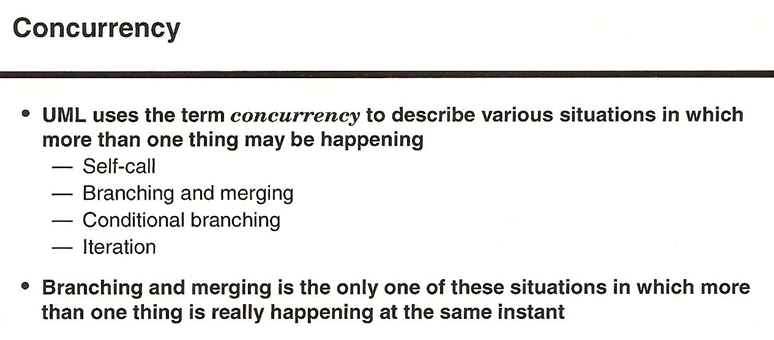 Concurrency
• UML uses the term concurrency to describe various situations in which
more than one thing may be happening
— Self-call
— Branching and merging
— Conditional branching
— Iteration
• Branching and merging is the only one of these situations in which more
than one thing is really happening at the same instant